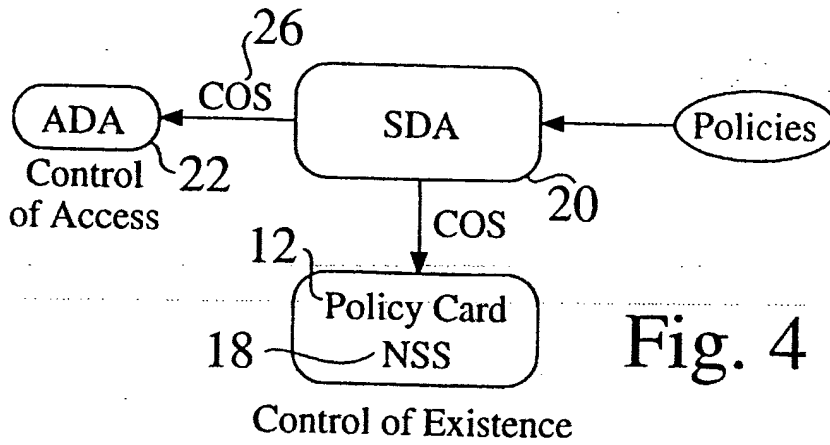 26
COS
ADA
SDA
Policies
22
Control
of Access
20
COS
12
Policy Card
18
NSS
Fig. 4
Control of Existence